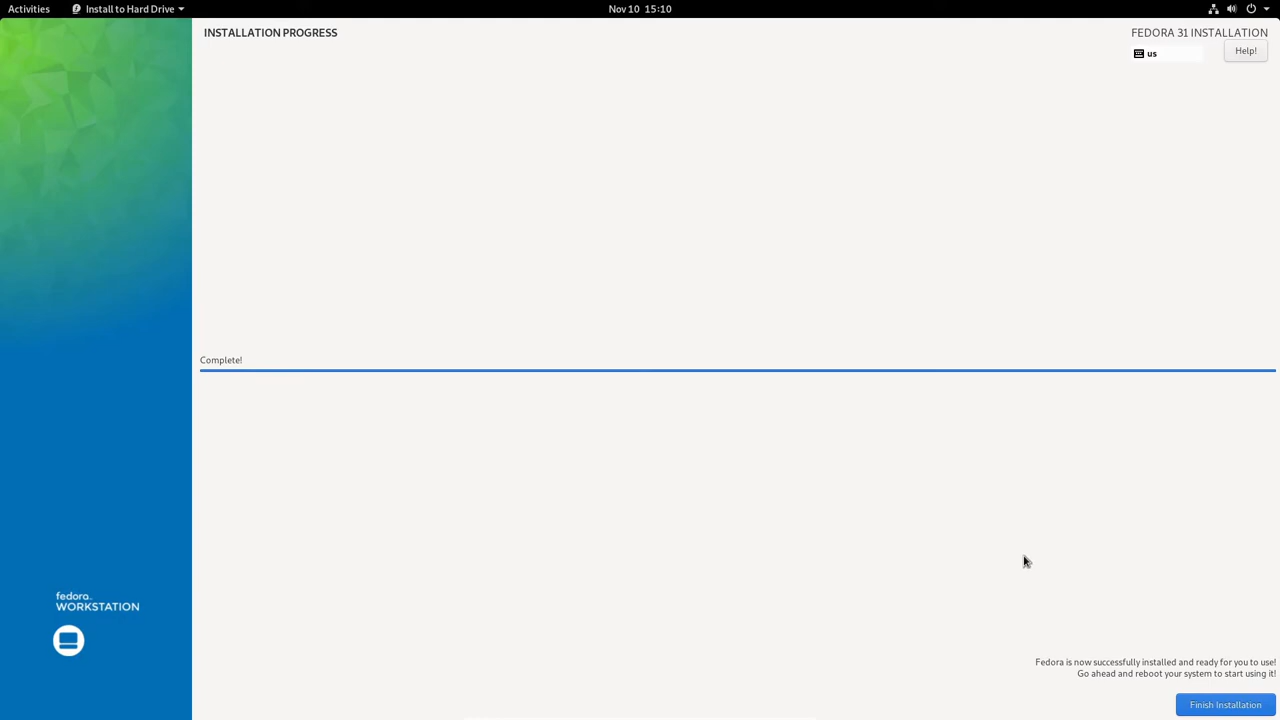 Activities
Install to Hard Drive
Nov 10 15:10
INSTALLATION PROGRESS
FEDORA 31 INSTALLATION
us
Help!
Complete!
fedora.
WORKSTATION
Fedora is now successfully installed and ready for you to use!
Go ahead and reboot your system to start using it!
Finish Installation